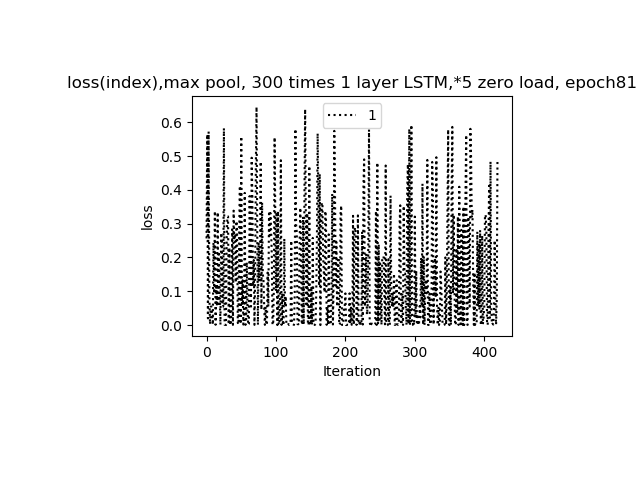 loss(index),max pool, 300 times 1 layer LSTM,*5 zero load, epoch81
1
0.6
0.5
0.4
0.3
0.2
0.1
0.0
loss
0 100 200 300 400
Iteration